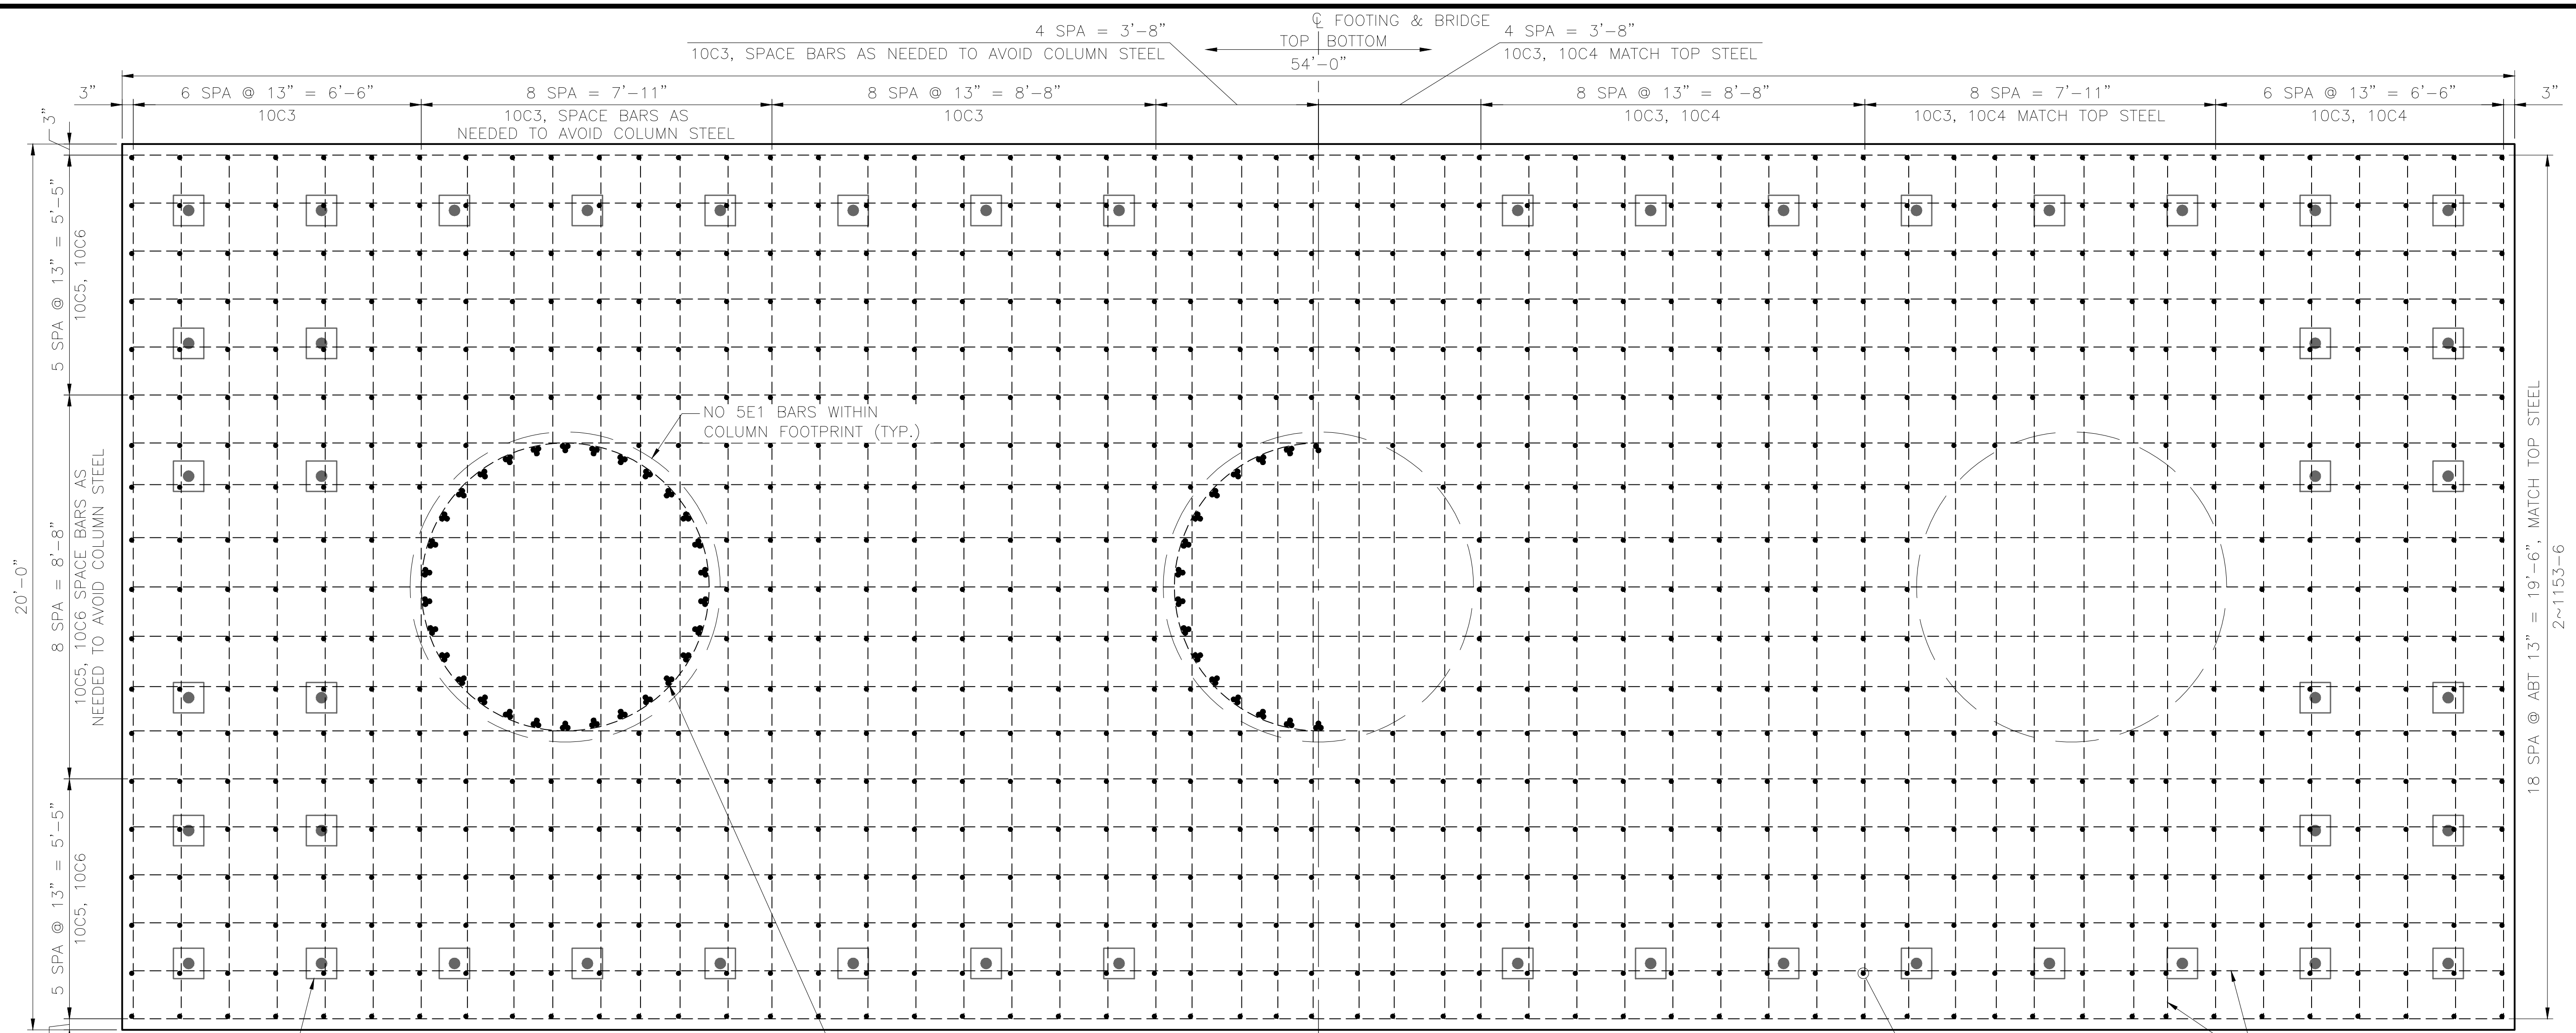 ℄ FOOTING & BRIDGE
TOP BOTTOM
54'-0"
4 SPA = 3'-8"
10C3, SPACE BARS AS NEEDED TO AVOID COLUMN STEEL
4 SPA = 3'-8"
10C3, 10C4 MATCH TOP STEEL
3"
6 SPA @ 13" = 6'-6"
10C3
8 SPA = 7'-11"
10C3, SPACE BARS AS
NEEDED TO AVOID COLUMN STEEL
8 SPA @ 13" = 8'-8"
10C3
8 SPA @ 13" = 8'-8"
10C3, 10C4
8 SPA = 7'-11"
10C3, 10C4 MATCH TOP STEEL
6 SPA @ 13" = 6'-6"
10C3, 10C4
3"
3"
5 SPA @ 13" = 5'-5"
10C5, 10C6
20'-0"
8 SPA = 8'-8"
10C5, 10C6 SPACE BARS AS
NEEDED TO AVOID COLUMN STEEL
5 SPA @ 13" = 5'-5"
10C5, 10C6
NO 5E1 BARS WITHIN
COLUMN FOOTPRINT (TYP.)
18 SPA @ ABT 13" = 19'-6", MATCH TOP STEEL
2~1153-6